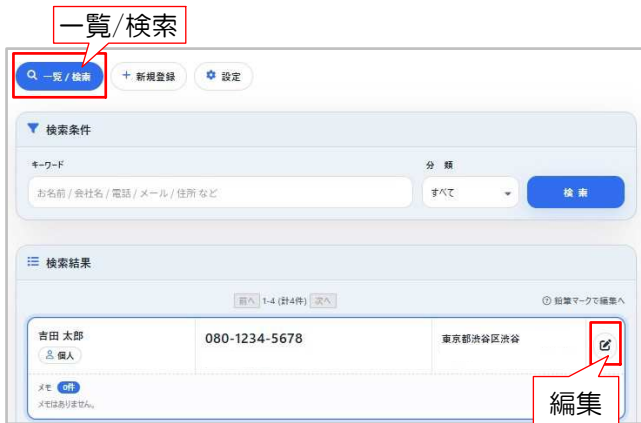 一覧/検索
一覧 / 検索
新規登録
設定
検索条件
キーワード
分 類
お名前 / 会社名 / 電話 / メール / 住所 など
すべて
検 索
検索結果
前へ 1-4 (計4件) 次へ
? 鉛筆マークで編集へ
吉田 太郎
個人
080-1234-5678
東京都渋谷区渋谷
メモ 0件
メモはありません。
編集